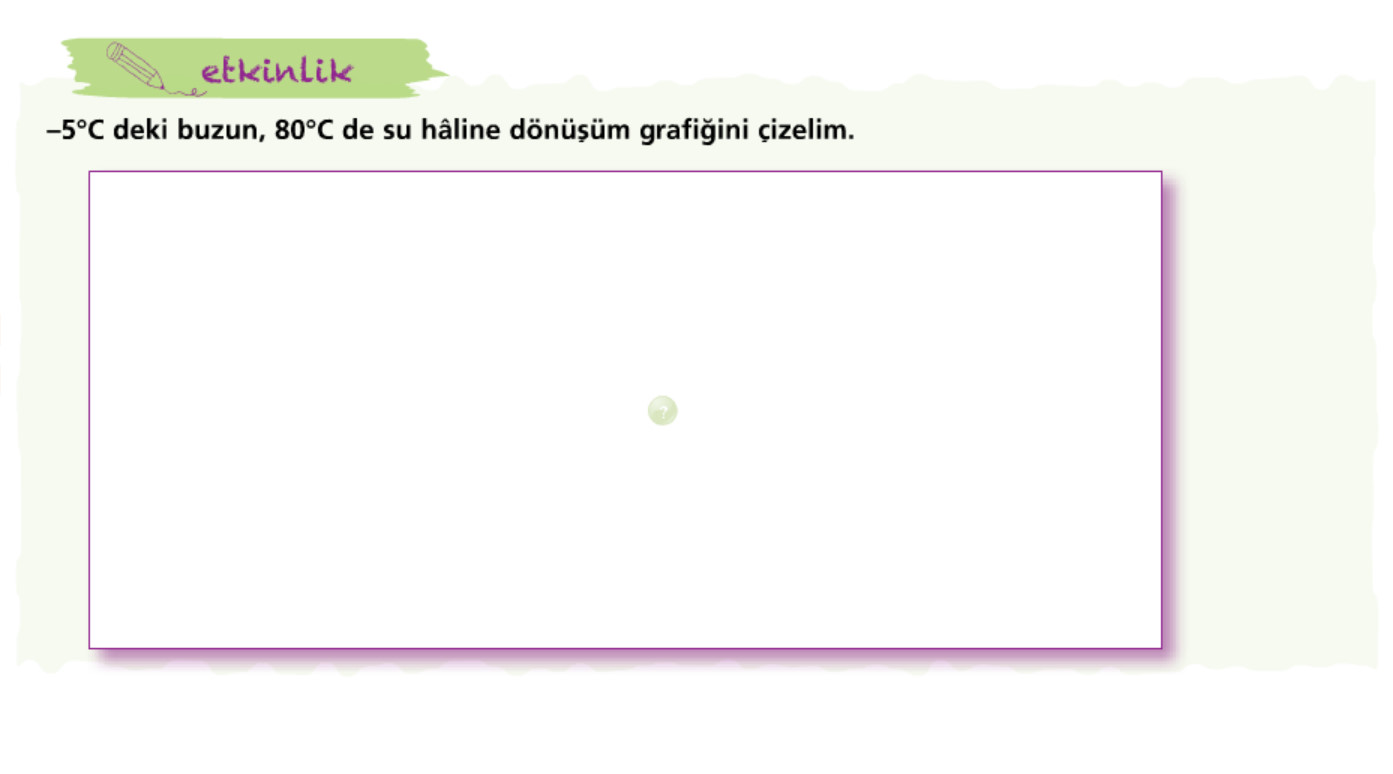 etkinlik
–5°C deki buzun, 80°C de su hâline dönüşüm grafiğini çizelim.
?